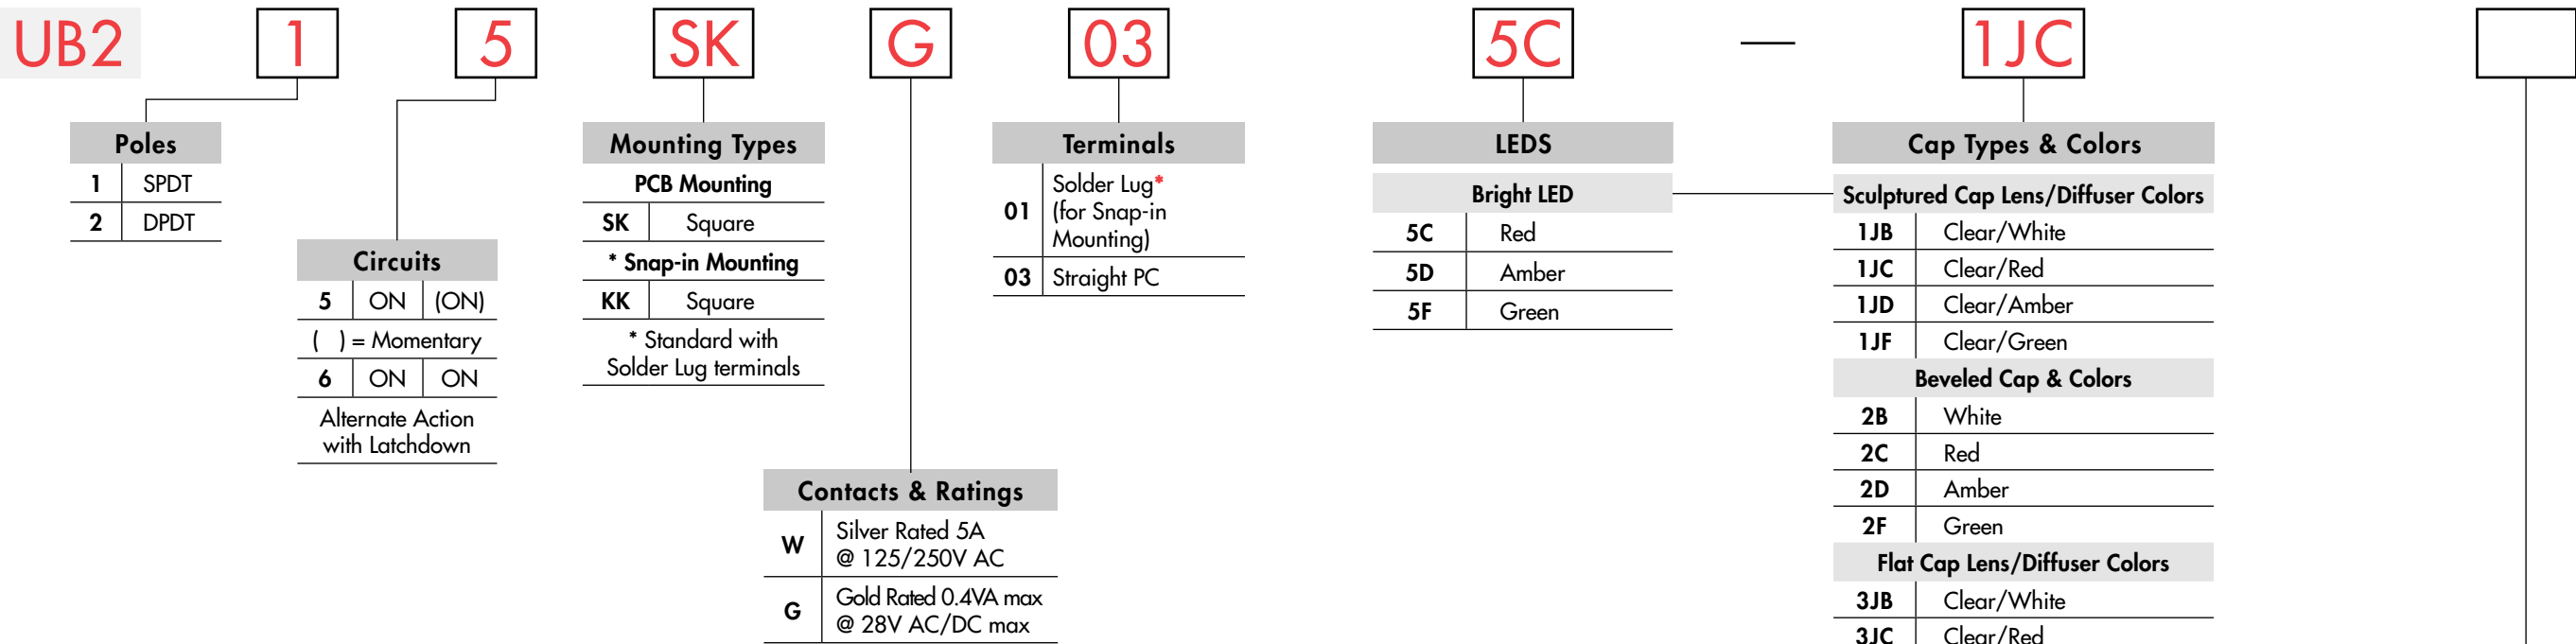 UB2 1 5 SK G 03 5C — 1JC
Poles
1 SPDT
2 DPDT
Circuits
5 ON (ON)
( ) = Momentary
6 ON ON
Alternate Action
with Latchdown
Mounting Types
PCB Mounting
SK Square
* Snap-in Mounting
KK Square
* Standard with
Solder Lug terminals
Contacts & Ratings
W Silver Rated 5A
@ 125/250V AC
G Gold Rated 0.4VA max
@ 28V AC/DC max
Terminals
01 Solder Lug*
(for Snap-in
Mounting)
03 Straight PC
LEDS
Bright LED
5C Red
5D Amber
5F Green
Cap Types & Colors
Sculptured Cap Lens/Diffuser Colors
1JB Clear/White
1JC Clear/Red
1JD Clear/Amber
1JF Clear/Green
Beveled Cap & Colors
2B White
2C Red
2D Amber
2F Green
Flat Cap Lens/Diffuser Colors
3JB Clear/White
3JC Clear/Red